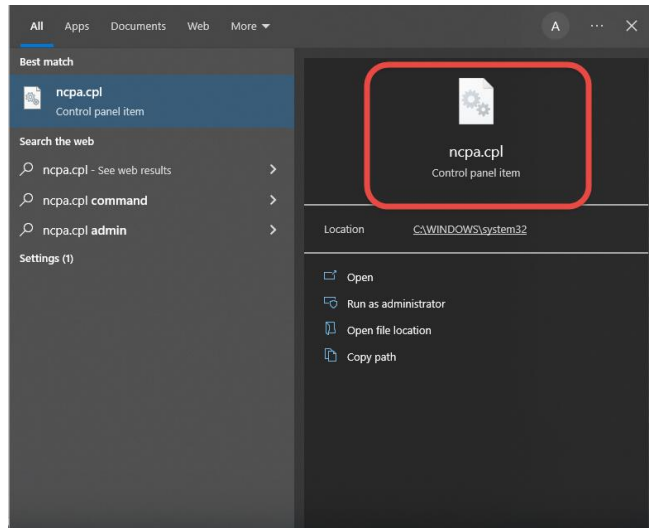 All Apps Documents Web More
A ...
Best match
ncpa.cpl
Control panel item
Search the web
ncpa.cpl - See web results
ncpa.cpl command
ncpa.cpl admin
Settings (1)
ncpa.cpl
Control panel item
Location C:\WINDOWS\system32
Open
Run as administrator
Open file location
Copy path